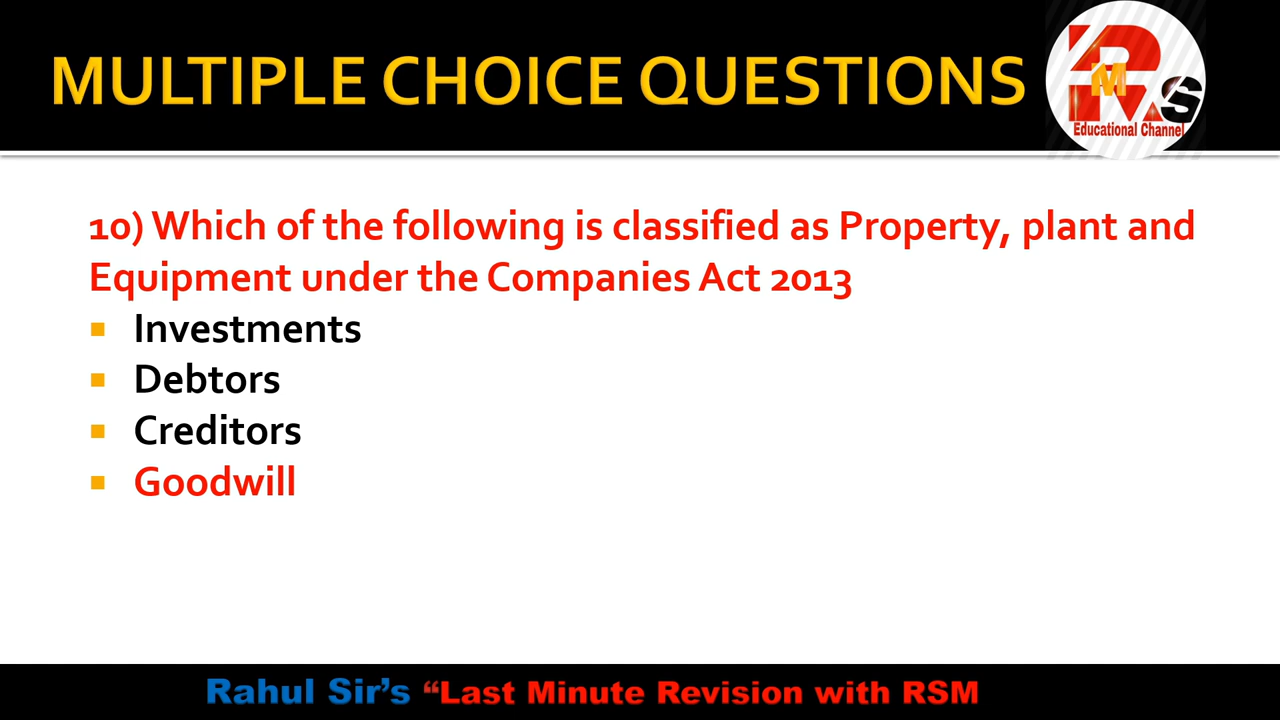 MULTIPLE CHOICE QUESTIONS
RMS
Educational Channel
10) Which of the following is classified as Property, plant and
Equipment under the Companies Act 2013
Investments
Debtors
Creditors
Goodwill
Rahul Sir's “Last Minute Revision with RSM